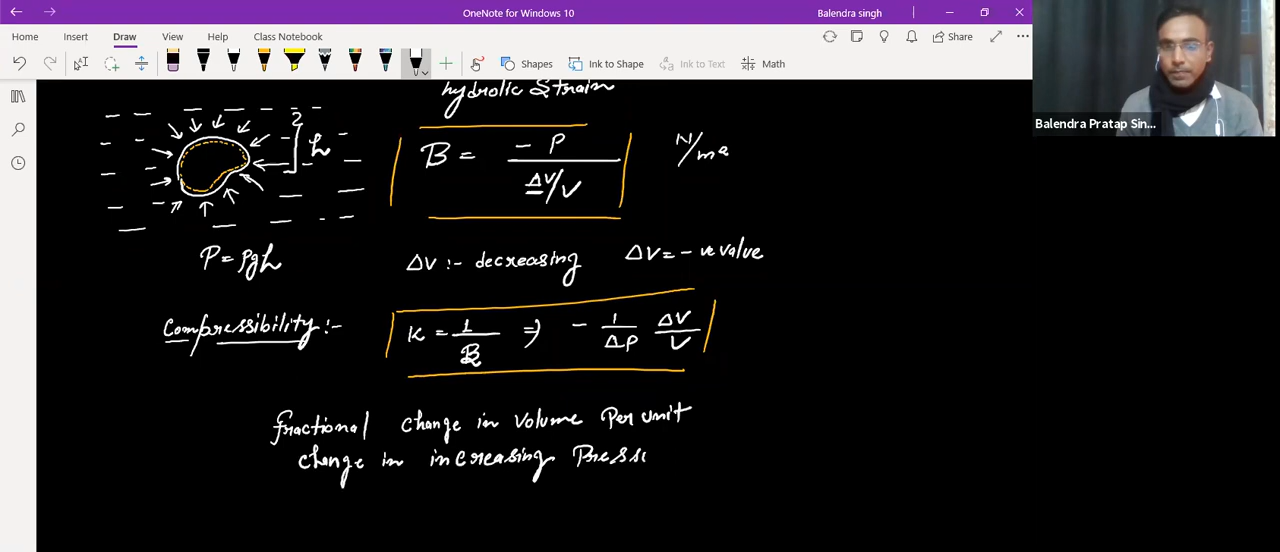 OneNote for Windows 10
Balendra singh
Home Insert Draw View Help Class Notebook
Share
Shapes Ink to Shape Ink to Text Math
Balendra Pratap Sin...
hydrolic Strain
h
B = - P / ΔV/V
N/m2
P = ρgh
ΔV :- decreasing ΔV = - ve value
Compressibility :-
K = 1/B ⇒ - 1/ΔP ΔV/V
fractional change in volume Per unit
change in increasing Pressu